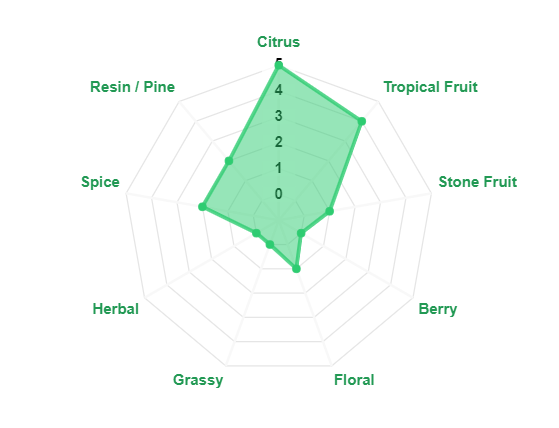 Citrus
5
Resin / Pine
Tropical Fruit
4
3
2
1
Spice
Stone Fruit
0
Herbal
Berry
Grassy
Floral